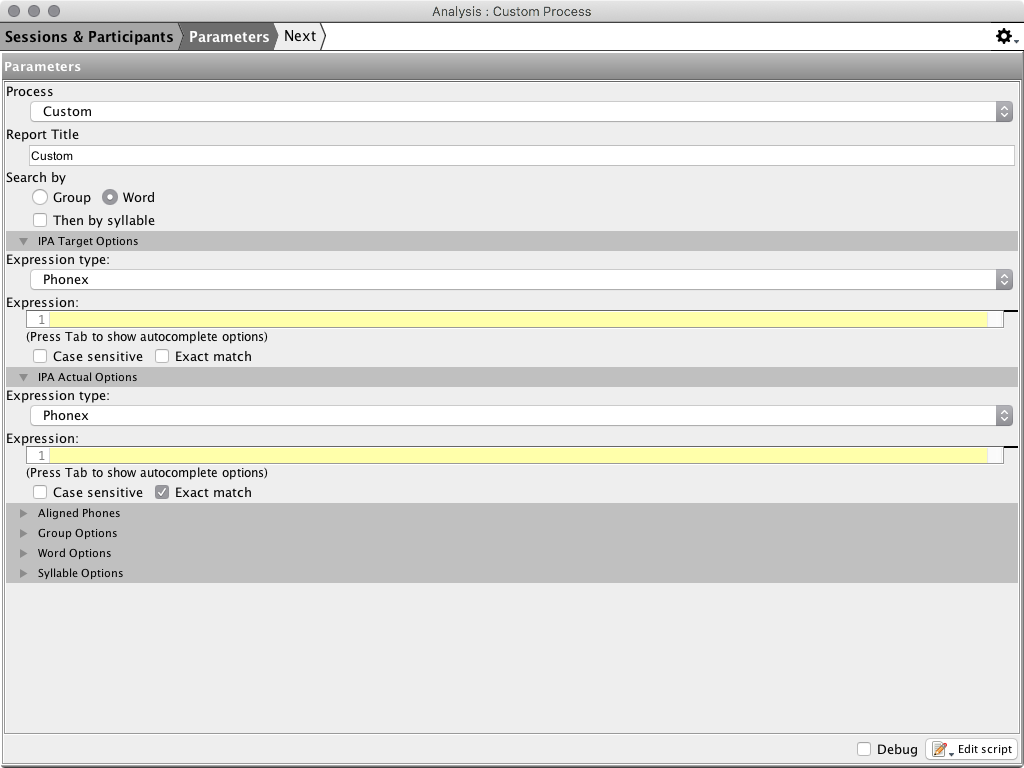 Analysis : Custom Process
Sessions & Participants Parameters Next
Parameters
Process
Custom
Report Title
Custom
Search by
Group Word
Then by syllable
IPA Target Options
Expression type:
Phonex
Expression:
1
(Press Tab to show autocomplete options)
Case sensitive Exact match
IPA Actual Options
Expression type:
Phonex
Expression:
1
(Press Tab to show autocomplete options)
Case sensitive Exact match
Aligned Phones
Group Options
Word Options
Syllable Options
Debug Edit script